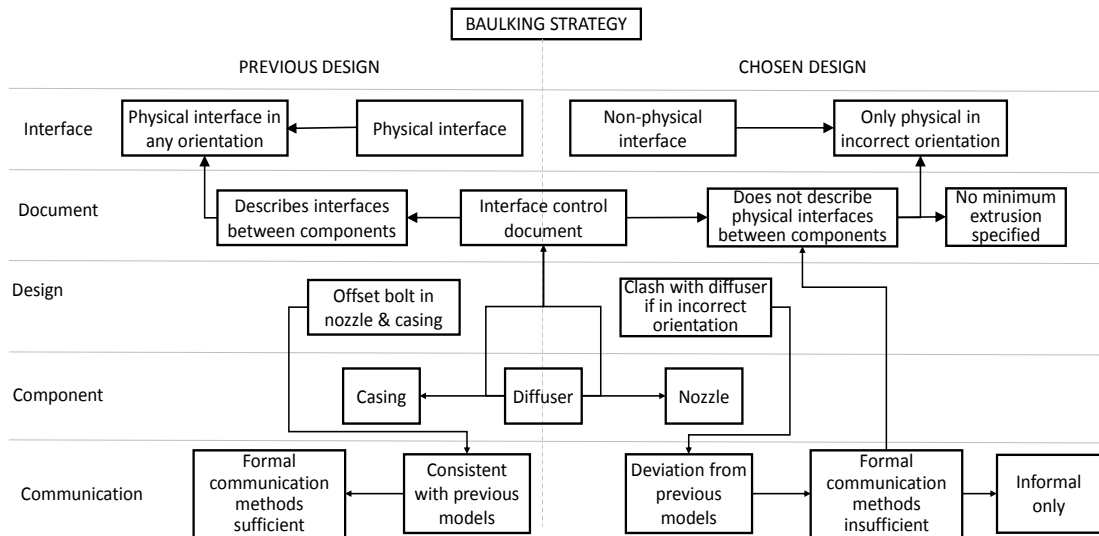 BAULKING STRATEGY
PREVIOUS DESIGN
CHOSEN DESIGN
Interface
Physical interface in
any orientation
Physical interface
Non-physical
interface
Only physical in
incorrect orientation
Document
Describes interfaces
between components
Interface control
document
Does not describe
physical interfaces
between components
No minimum
extrusion
specified
Design
Offset bolt in
nozzle & casing
Clash with diffuser
if in incorrect
orientation
Component
Casing
Diffuser
Nozzle
Communication
Formal
communication
methods
sufficient
Consistent
with previous
models
Deviation from
previous
models
Formal
communication
methods
insufficient
Informal
only